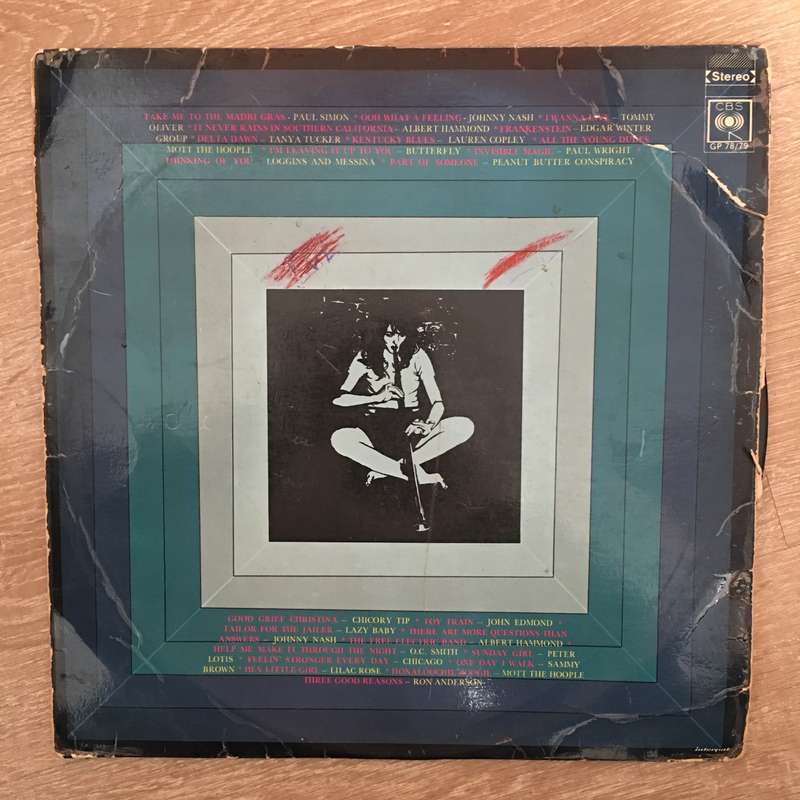 Stereo
CBS
GP 78/79
TAKE ME TO THE MADRI GRAS - PAUL SIMON * OOH WHAT A FEELING - JOHNNY NASH * I WANNA – TOMMY
OLIVER * IT NEVER RAINS IN SOUTHERN CALIFORNIA – ALBERT HAMMOND * FRANKENSTEIN – EDGAR WINTER
GROUP * DELTA DAWN – TANYA TUCKER * KENTUCKY BLUES – LAUREN COPLEY * ALL THE YOUNG DUDES
MOTT THE HOOPLE * I'M LEAVING IT UP TO YOU – BUTTERFLY * INVISIBLE MAGIC – PAUL WRIGHT *
THINKING OF YOU – LOGGINS AND MESSINA * PART OF SOMEONE – PEANUT BUTTER CONSPIRACY
GOOD GRIEF CHRISTINA – CHICORY TIP * TOY TRAIN – JOHN EDMOND *
TAILOR FOR THE JAILER – LAZY BABY * THERE ARE MORE QUESTIONS THAN
ANSWERS – JOHNNY NASH * THE FREE ELECTRIC BAND – ALBERT HAMMOND *
HELP ME MAKE IT THROUGH THE NIGHT – O.C. SMITH * SUNDAY GIRL – PETER
LOTIS * FEELIN' STRONGER EVERY DAY – CHICAGO * ONE DAY I WALK – SAMMY
BROWN * HEY LITTLE GIRL – LILAC ROSE * HONALOUCHIE BOOGIE – MOTT THE HOOPLE
THREE GOOD REASONS – RON ANDERSON